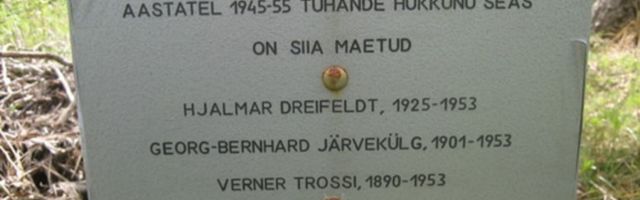 AASTATEL 1945-55 TUHANDE HUKKUNU SEAS
ON SIIA MAETUD
HJALMAR DREIFELDT, 1925-1953
GEORG-BERNHARD JÄRVEKÜLG, 1901-1953
VERNER TROSSI, 1890-1953